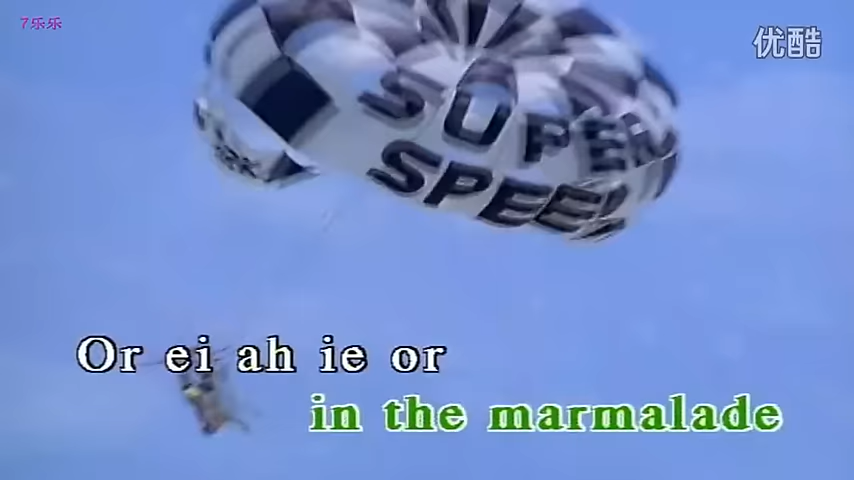 7乐乐
优酷
SUPER
SPEED
Or ei ah ie or
in the marmalade